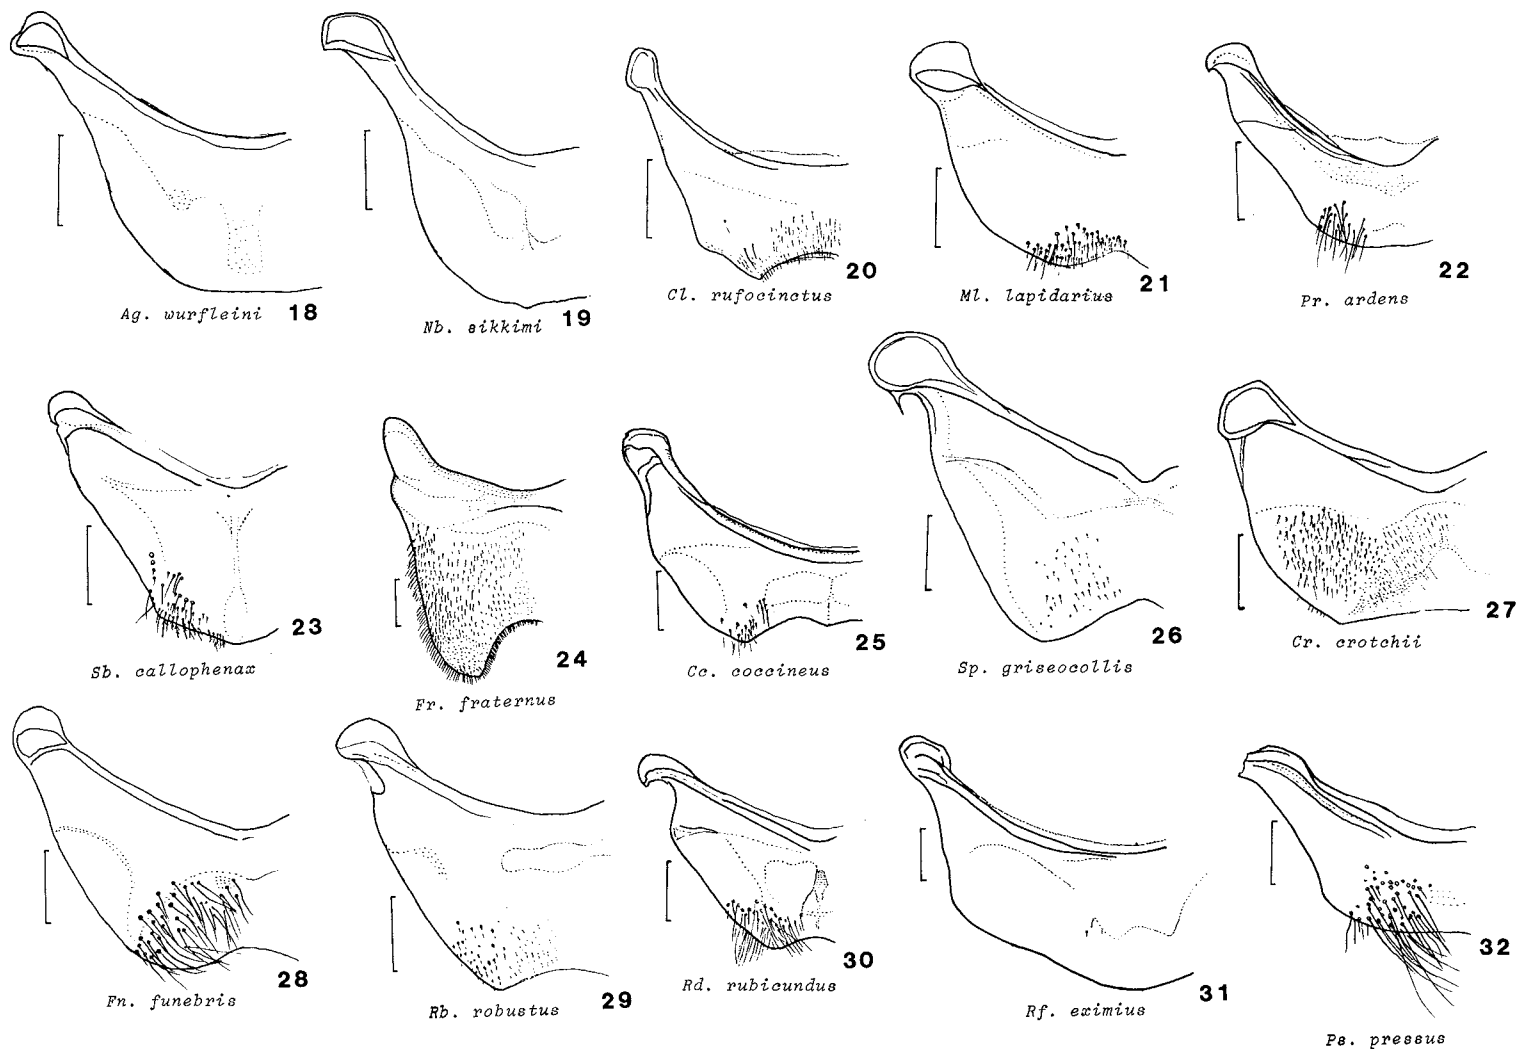 Ag. wurfleini 18
Nb. sikkimi 19
Cl. rufocinctus 20
Ml. lapidarius 21
Pr. ardens 22
Sb. callophenax 23
Fr. fraternus 24
Cc. coccineus 25
Sp. griseocollis 26
Cr. crotchii 27
Fn. funebris 28
Rb. robustus 29
Rd. rubicundus 30
Rf. eximius 31
Ps. pressus 32